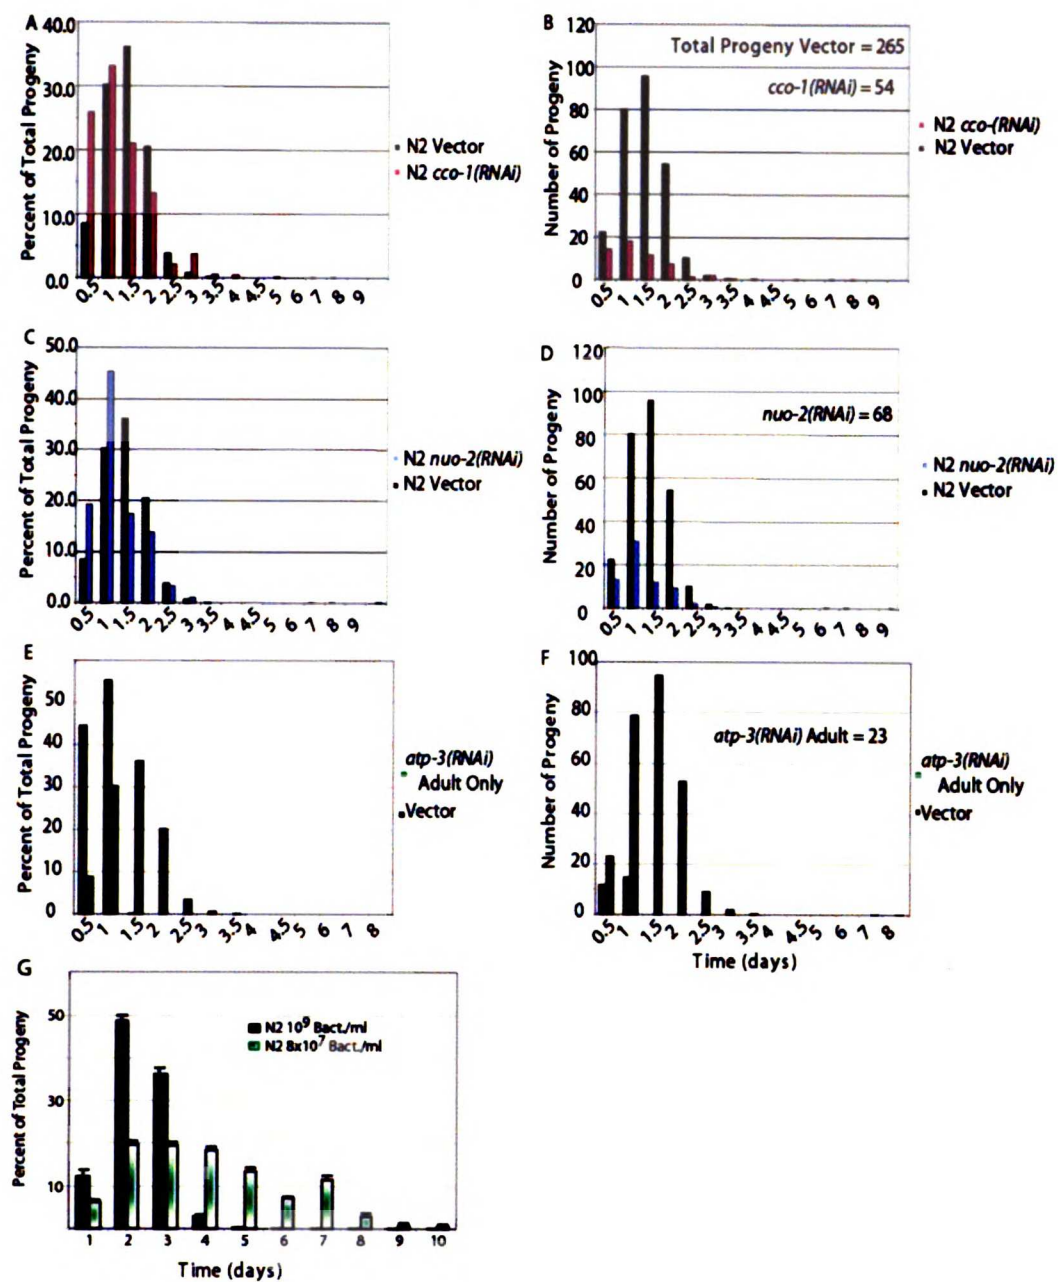 A
Percent of Total Progeny
40.0
30.0
20.0
10.0
0.0
0.5 1 1.5 2 2.5 3 3.5 4 4.5 5 6 7 8 9
N2 Vector
N2 cco-1(RNAi)
B
Number of Progeny
120
100
80
60
40
20
0
0.5 1 1.5 2 2.5 3 3.5 4 4.5 5 6 7 8 9
Total Progeny Vector = 265
cco-1(RNAi) = 54
N2 cco-(RNAi)
N2 Vector
C
Percent of Total Progeny
50.0
40.0
30.0
20.0
10.0
0.0
0.5 1 1.5 2 2.5 3 3.5 4 4.5 5 6 7 8 9
N2 nuo-2(RNAi)
N2 Vector
D
Number of Progeny
120
100
80
60
40
20
0
0.5 1 1.5 2 2.5 3 3.5 4 4.5 5 6 7 8 9
nuo-2(RNAi) = 68
N2 nuo-2(RNAi)
N2 Vector
E
Percent of Total Progeny
50
40
30
20
10
0
0.5 1 1.5 2 2.5 3 3.5 4 4.5 5 6 7 8
atp-3(RNAi)
Adult Only
Vector
F
Number of Progeny
100
80
60
40
20
0
0.5 1 1.5 2 2.5 3 3.5 4 4.5 5 6 7 8
atp-3(RNAi) Adult = 23
atp-3(RNAi)
Adult Only
Vector
Time (days)
G
Percent of Total Progeny
50
30
10
1 2 3 4 5 6 7 8 9 10
N2 10⁹ Bact./ml
N2 8x10⁷ Bact./ml
Time (days)